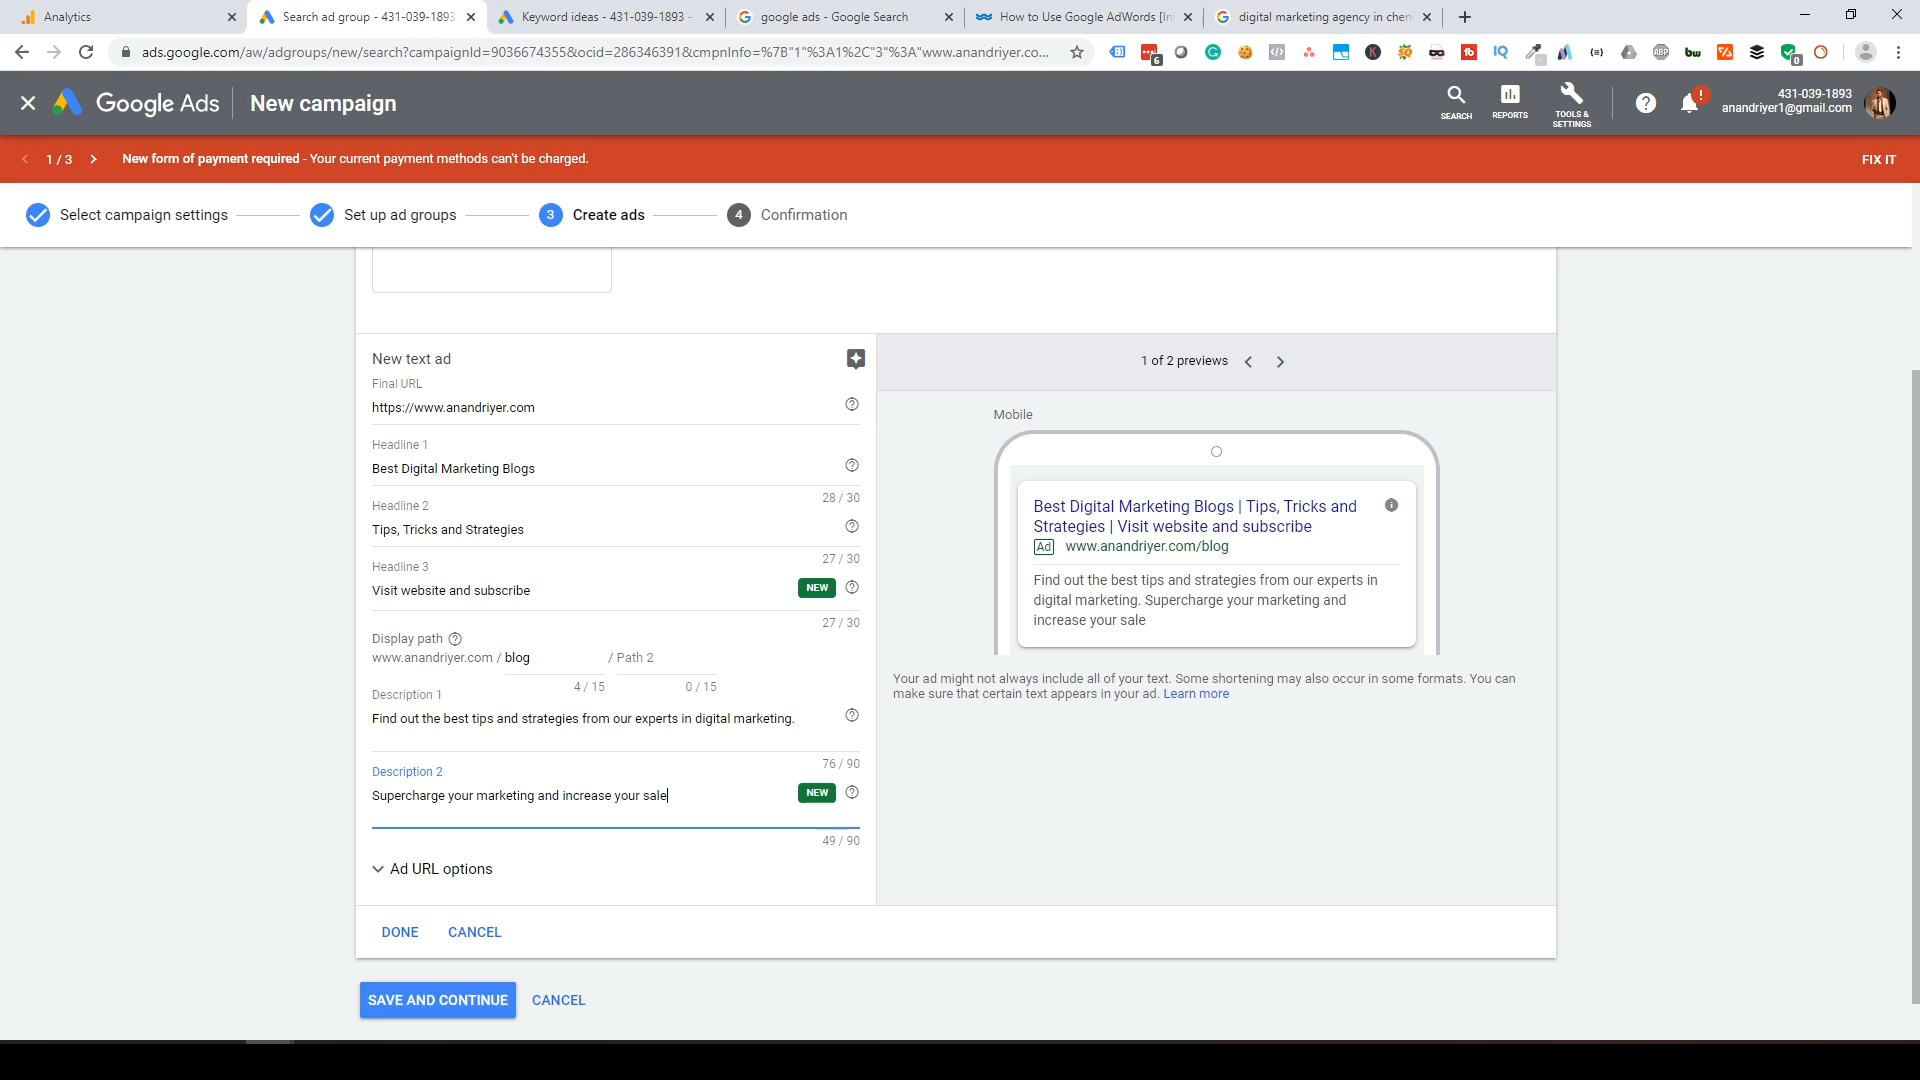 Analytics
Search ad group - 431-039-1893
Keyword ideas - 431-039-1893 -
google ads - Google Search
How to Use Google AdWords [In
digital marketing agency in chen
ads.google.com/aw/adgroups/new/search?campaignId=9036674355&ocid=286346391&cmpnInfo=%7B"1"%3A1%2C"3"%3A"www.anandriyer.co...
Google Ads
New campaign
SEARCH
REPORTS
TOOLS & SETTINGS
431-039-1893
anandriyer1@gmail.com
1 / 3
New form of payment required - Your current payment methods can't be charged.
FIX IT
Select campaign settings
Set up ad groups
3 Create ads
4 Confirmation
New text ad
Final URL
https://www.anandriyer.com
Headline 1
Best Digital Marketing Blogs
28 / 30
Headline 2
Tips, Tricks and Strategies
27 / 30
Headline 3
Visit website and subscribe
NEW
27 / 30
Display path
www.anandriyer.com / blog / Path 2
4 / 15 0 / 15
Description 1
Find out the best tips and strategies from our experts in digital marketing.
76 / 90
Description 2
Supercharge your marketing and increase your sale
NEW
49 / 90
Ad URL options
1 of 2 previews
Mobile
Best Digital Marketing Blogs | Tips, Tricks and
Strategies | Visit website and subscribe
Ad www.anandriyer.com/blog
Find out the best tips and strategies from our experts in
digital marketing. Supercharge your marketing and
increase your sale
Your ad might not always include all of your text. Some shortening may also occur in some formats. You can
make sure that certain text appears in your ad. Learn more
DONE CANCEL
SAVE AND CONTINUE CANCEL